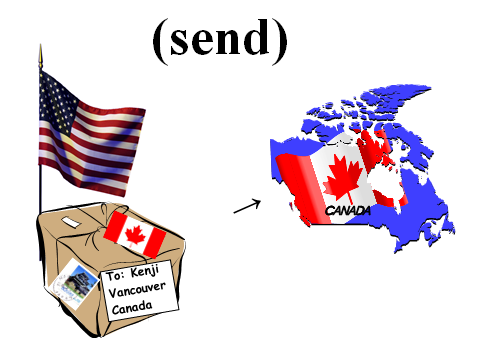 (send)
To: Kenji
Vancouver
Canada
CANADA